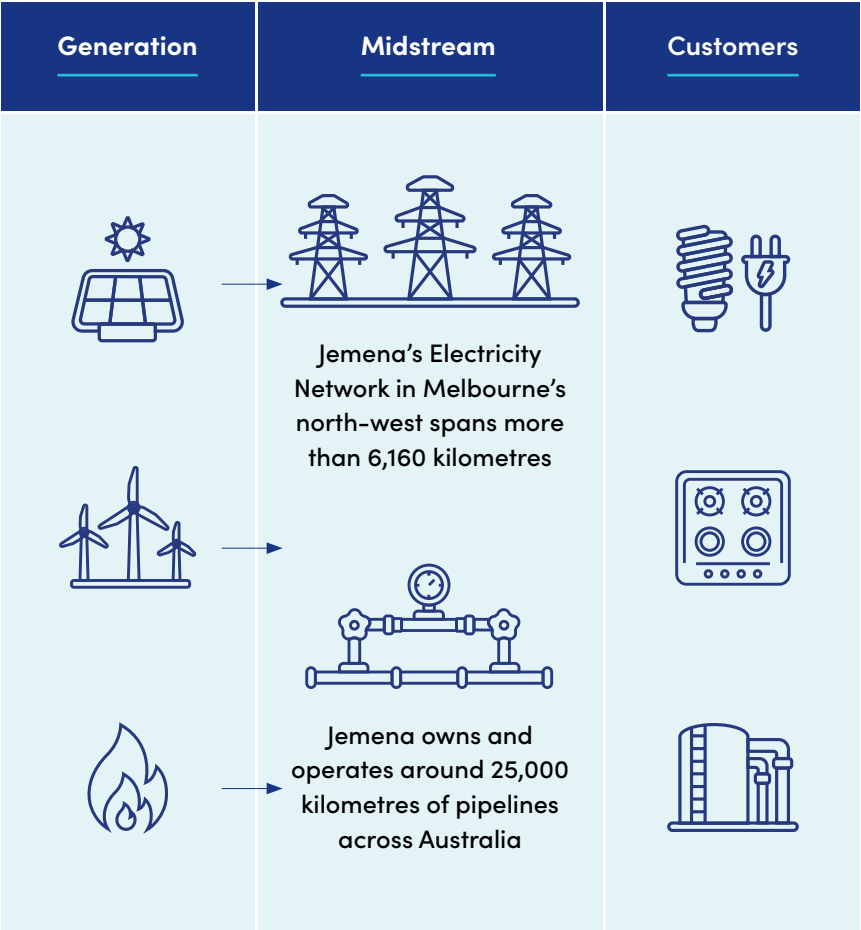 Generation
Midstream
Customers
Jemena’s Electricity
Network in Melbourne’s
north-west spans more
than 6,160 kilometres
Jemena owns and
operates around 25,000
kilometres of pipelines
across Australia